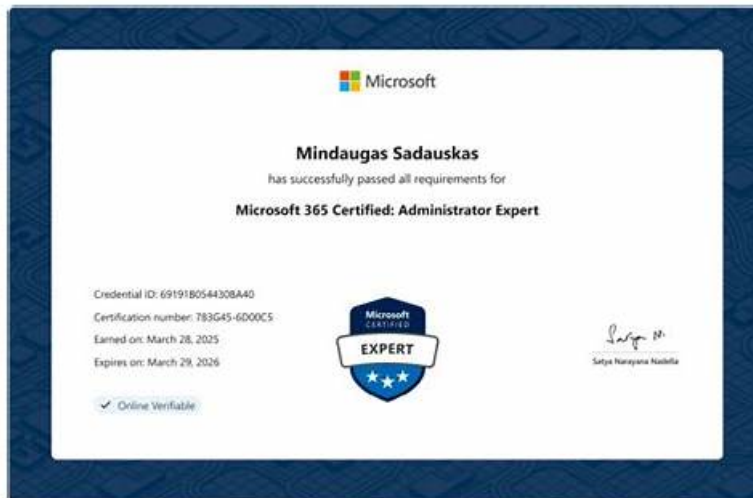 Microsoft
Mindaugas Sadauskas
has successfully passed all requirements for
Microsoft 365 Certified: Administrator Expert
Credential ID: 69191B0544308A40
Certification number: 783G45-6D00C5
Earned on: March 28, 2025
Expires on: March 29, 2026
✓ Online Verifiable
Microsoft
CERTIFIED
EXPERT
Satya N.
Satya Narayana Nadella